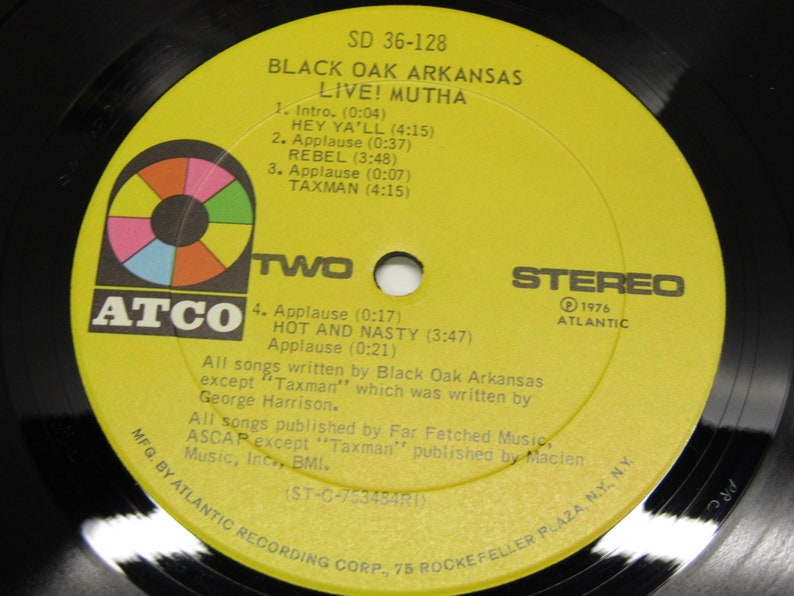 SD 36-128
BLACK OAK ARKANSAS
LIVE! MUTHA
1. Intro. (0:04)
HEY YA'LL (4:15)
2. Applause (0:37)
REBEL (3:48)
3. Applause (0:07)
TAXMAN (4:15)
ATCO
TWO
STEREO
Ⓟ 1976
ATLANTIC
4. Applause (0:17)
HOT AND NASTY (3:47)
Applause (0:21)
All songs written by Black Oak Arkansas
except "Taxman" which was written by
George Harrison.
All songs published by Far Fetched Music,
ASCAP except "Taxman" published by Maclen
Music, Inc., BMI.
(ST-C-753484RI)
MFG. BY ATLANTIC RECORDING CORP., 75 ROCKEFELLER PLAZA, N.Y., N.Y.
PRC